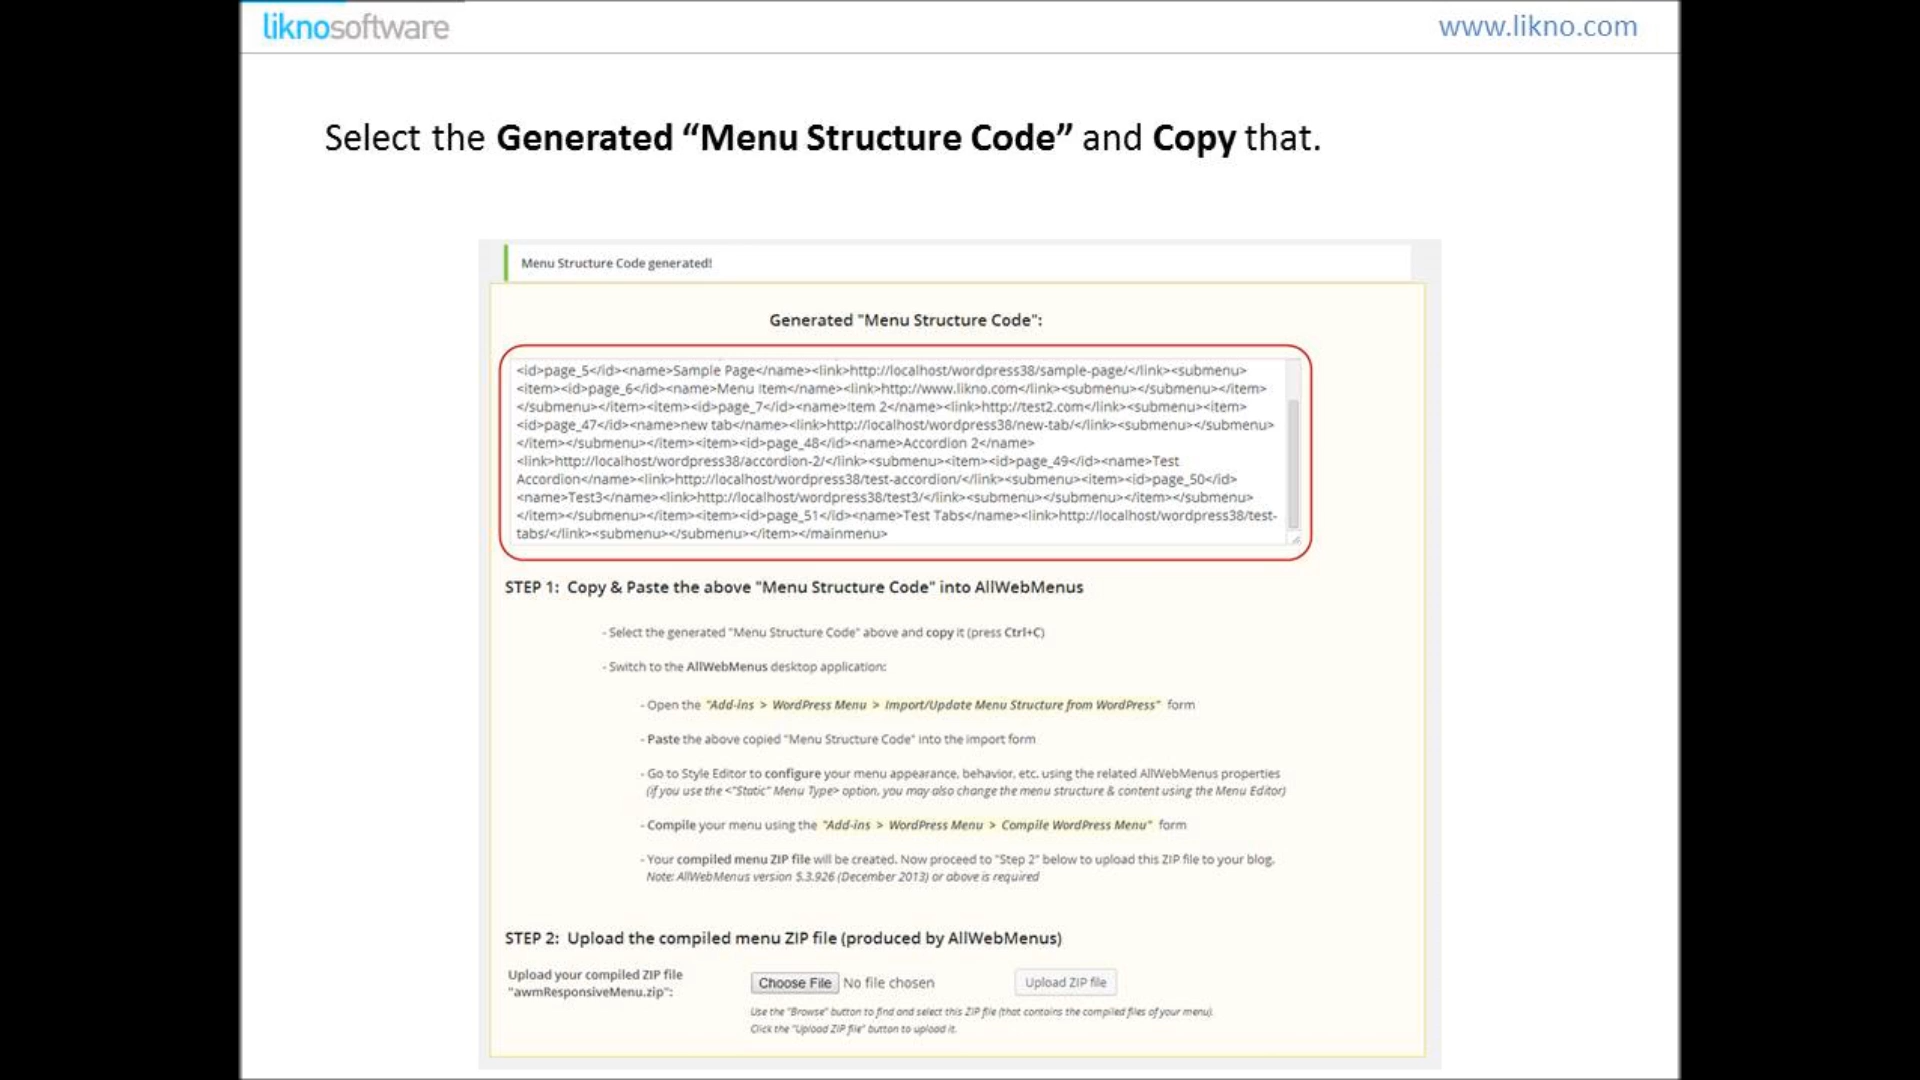 liknosoftware
www.likno.com
Select the Generated “Menu Structure Code” and Copy that.
Menu Structure Code generated!
Generated "Menu Structure Code":
<id>page_5</id><name>Sample Page</name><link>http://localhost/wordpress38/sample-page/</link><submenu>
<item><id>page_6</id><name>Menu Item</name><link>http://www.likno.com</link><submenu></submenu></item>
</submenu></item><item><id>page_7</id><name>Item 2</name><link>http://test2.com</link><submenu><item>
<id>page_47</id><name>new tab</name><link>http://localhost/wordpress38/new-tab/</link><submenu></submenu>
</item></submenu></item><item><id>page_48</id><name>Accordion 2</name>
<link>http://localhost/wordpress38/accordion-2/</link><submenu><item><id>page_49</id><name>Test
Accordion</name><link>http://localhost/wordpress38/test-accordion/</link><submenu><item><id>page_50</id>
<name>Test3</name><link>http://localhost/wordpress38/test3/</link><submenu></submenu></item></submenu>
</item></submenu></item><item><id>page_51</id><name>Test Tabs</name><link>http://localhost/wordpress38/test-
tabs/</link><submenu></submenu></item></mainmenu>
STEP 1: Copy & Paste the above "Menu Structure Code" into AllWebMenus
- Select the generated "Menu Structure Code" above and copy it (press Ctrl+C)
- Switch to the AllWebMenus desktop application:
- Open the "Add-ins > WordPress Menu > Import/Update Menu Structure from WordPress" form
- Paste the above copied "Menu Structure Code" into the import form
- Go to Style Editor to configure your menu appearance, behavior, etc. using the related AllWebMenus properties
(if you use the <"Static" Menu Type> option, you may also change the menu structure & content using the Menu Editor)
- Compile your menu using the "Add-ins > WordPress Menu > Compile WordPress Menu" form
- Your compiled menu ZIP file will be created. Now proceed to "Step 2" below to upload this ZIP file to your blog.
Note: AllWebMenus version 5.3.926 (December 2013) or above is required
STEP 2: Upload the compiled menu ZIP file (produced by AllWebMenus)
Upload your compiled ZIP file
"awmResponsiveMenu.zip":
Choose File No file chosen
Upload ZIP file
Use the "Browse" button to find and select this ZIP file (that contains the compiled files of your menu).
Click the "Upload ZIP file" button to upload it.